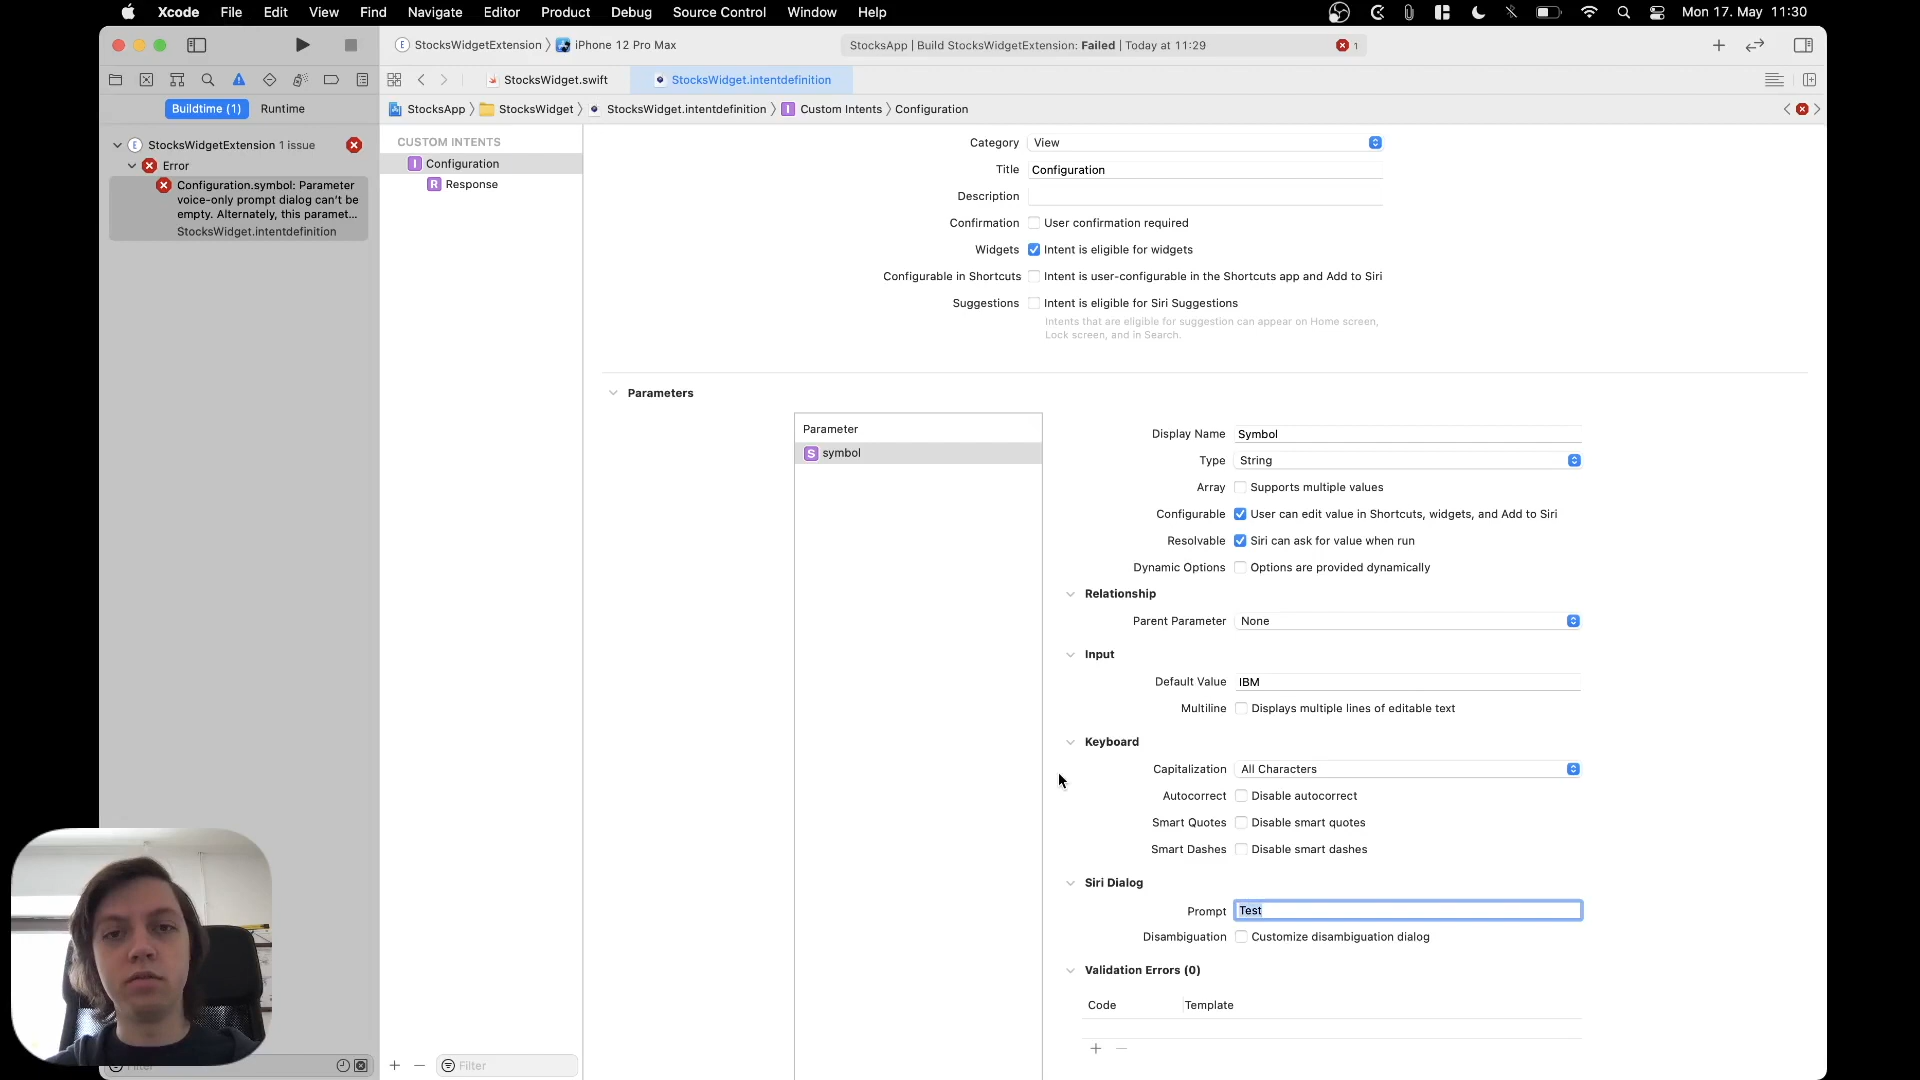 Xcode File Edit View Find Navigate Editor Product Debug Source Control Window Help
Mon 17. May 11:30
StocksWidgetExtension
iPhone 12 Pro Max
StocksApp | Build StocksWidgetExtension: Failed | Today at 11:29
1
StocksWidget.swift
StocksWidget.intentdefinition
Buildtime (1)
Runtime
StocksApp
StocksWidget
StocksWidget.intentdefinition
I
Custom Intents
Configuration
E
StocksWidgetExtension 1 issue
Error
Configuration.symbol: Parameter
voice-only prompt dialog can't be
empty. Alternately, this paramet...
StocksWidget.intentdefinition
CUSTOM INTENTS
I Configuration
R Response
Category View
Title Configuration
Description
Confirmation User confirmation required
Widgets Intent is eligible for widgets
Configurable in Shortcuts Intent is user-configurable in the Shortcuts app and Add to Siri
Suggestions Intent is eligible for Siri Suggestions
Intents that are eligible for suggestion can appear on Home screen,
Lock screen, and in Search.
Parameters
Parameter
S symbol
Display Name Symbol
Type String
Array Supports multiple values
Configurable User can edit value in Shortcuts, widgets, and Add to Siri
Resolvable Siri can ask for value when run
Dynamic Options Options are provided dynamically
Relationship
Parent Parameter None
Input
Default Value IBM
Multiline Displays multiple lines of editable text
Keyboard
Capitalization All Characters
Autocorrect Disable autocorrect
Smart Quotes Disable smart quotes
Smart Dashes Disable smart dashes
Siri Dialog
Prompt Test
Disambiguation Customize disambiguation dialog
Validation Errors (0)
Code Template
Filter
Filter